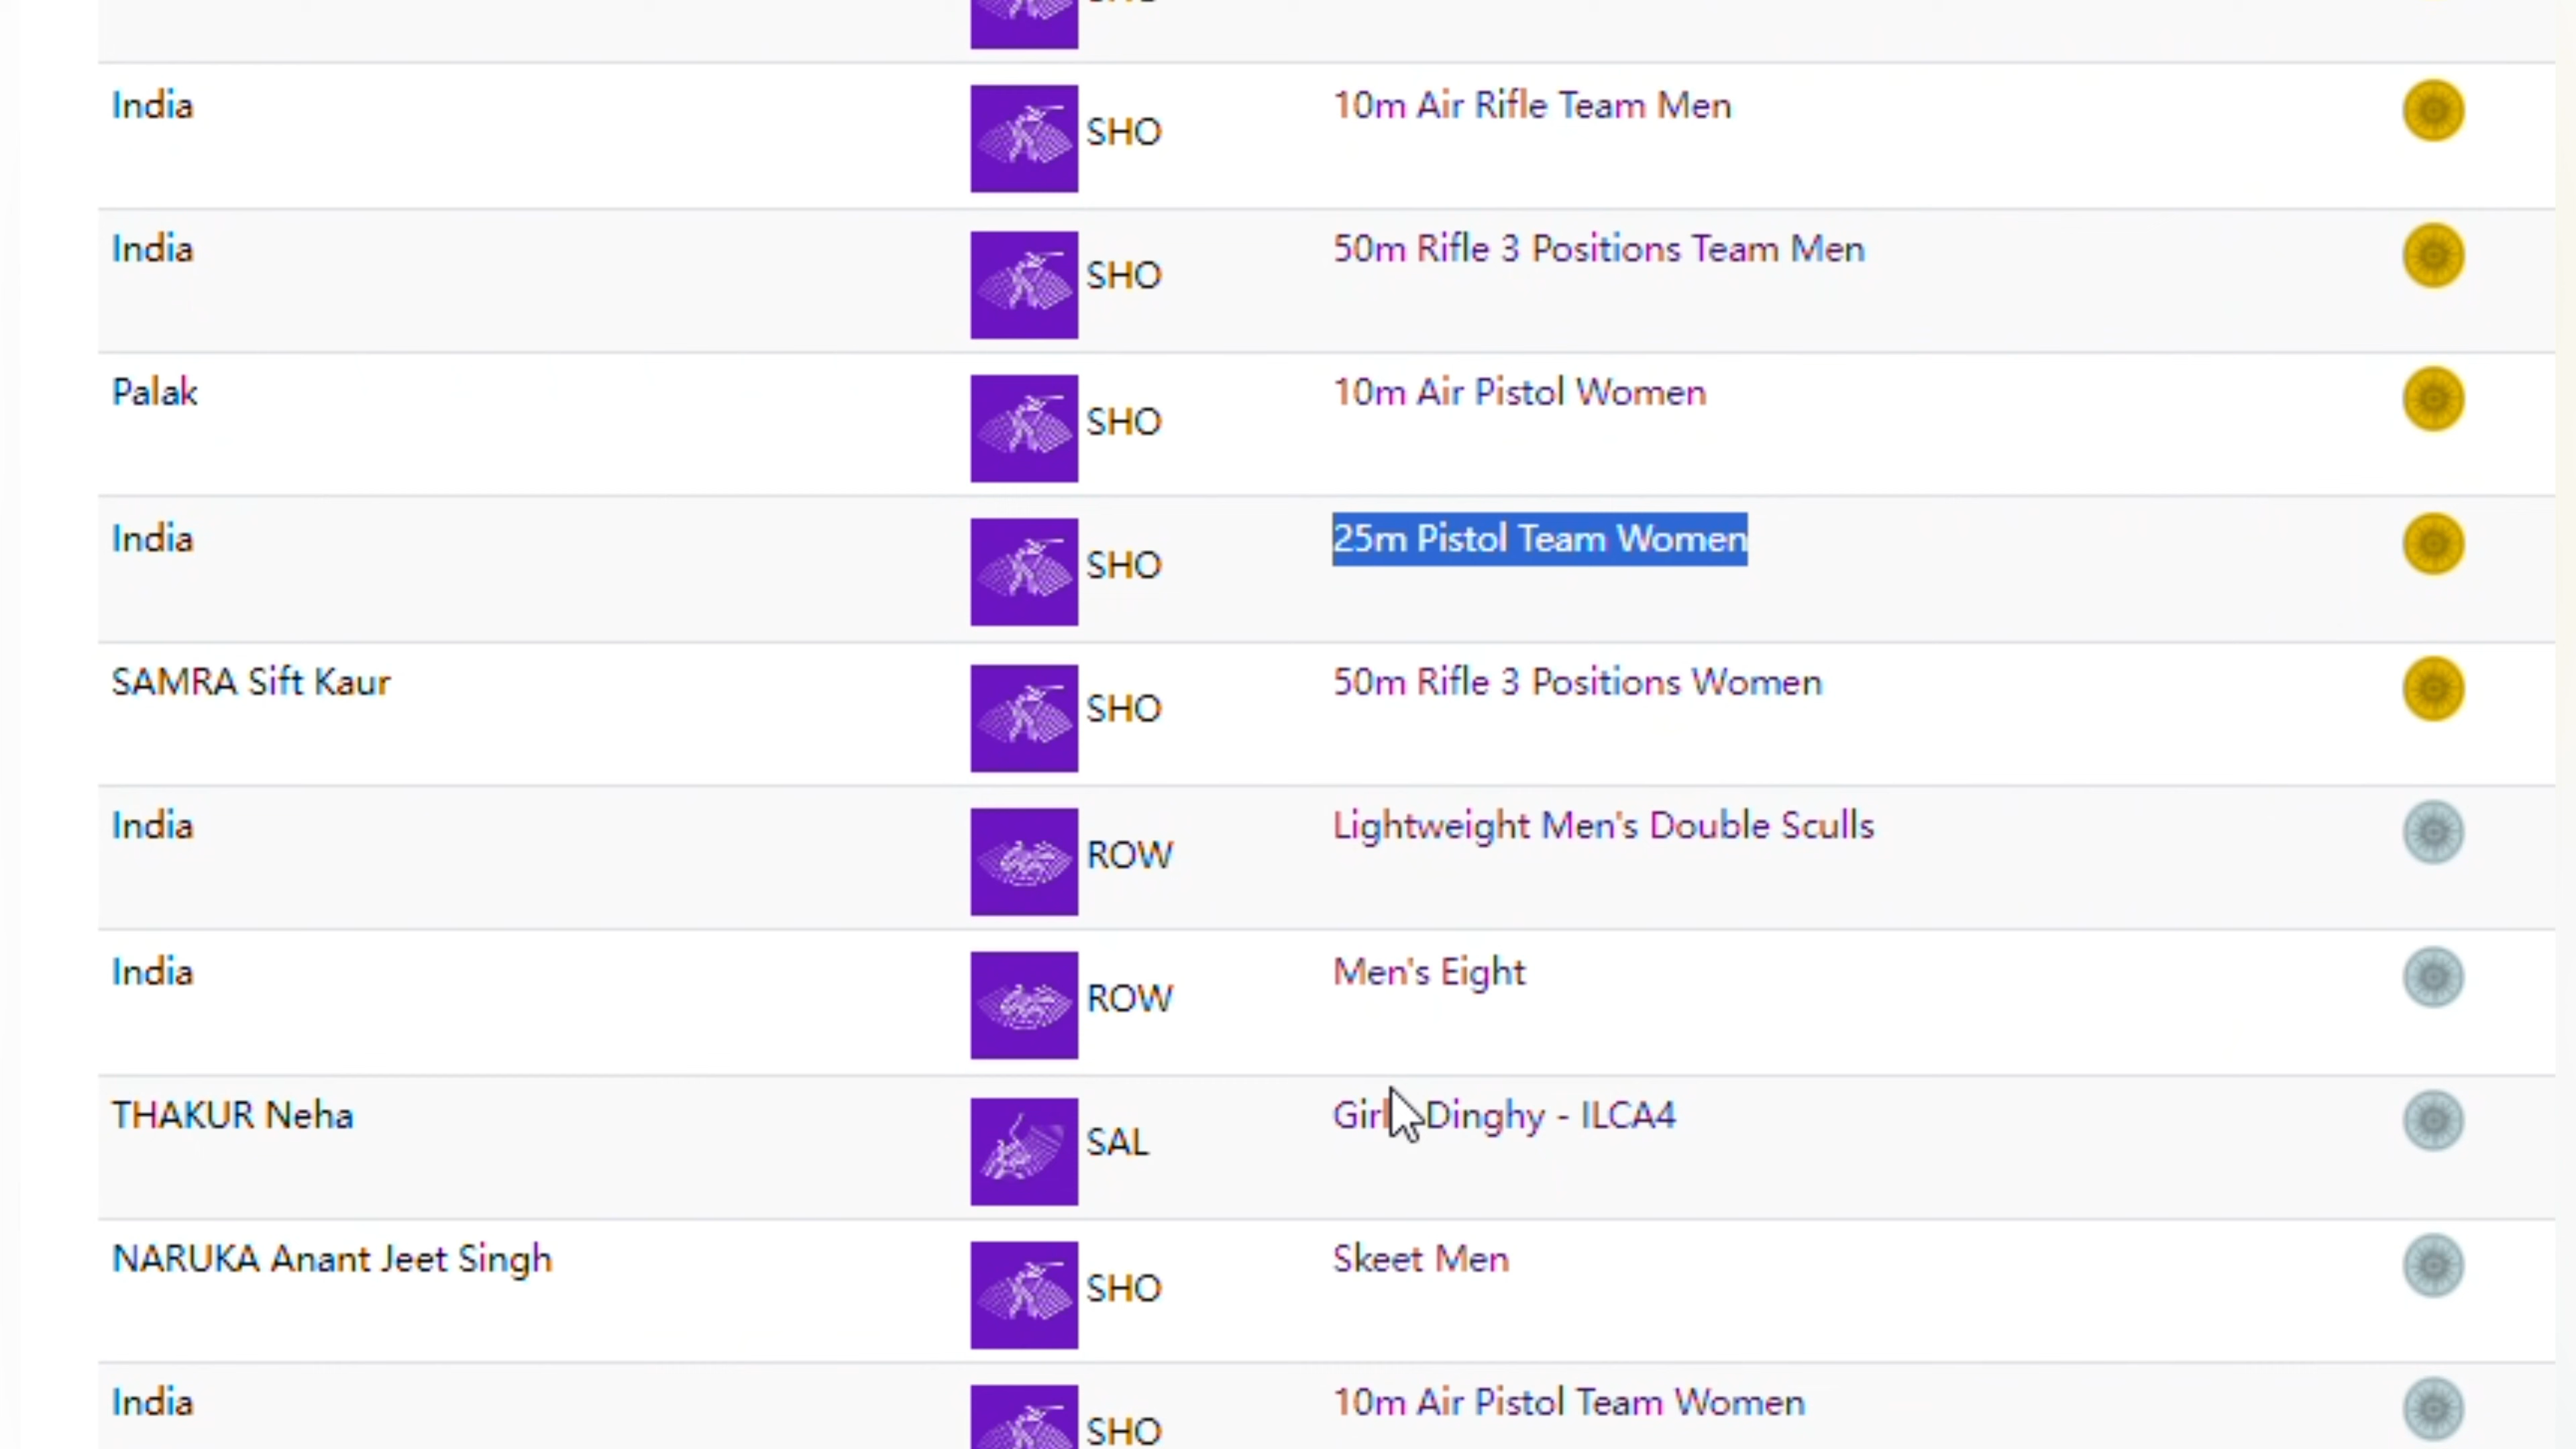 India SHO 10m Air Rifle Team Men
India SHO 50m Rifle 3 Positions Team Men
Palak SHO 10m Air Pistol Women
India SHO 25m Pistol Team Women
SAMRA Sift Kaur SHO 50m Rifle 3 Positions Women
India ROW Lightweight Men's Double Sculls
India ROW Men's Eight
THAKUR Neha SAL Dinghy - ILCA4
NARUKA Anant Jeet Singh SHO Skeet Men
India SHO 10m Air Pistol Team Women